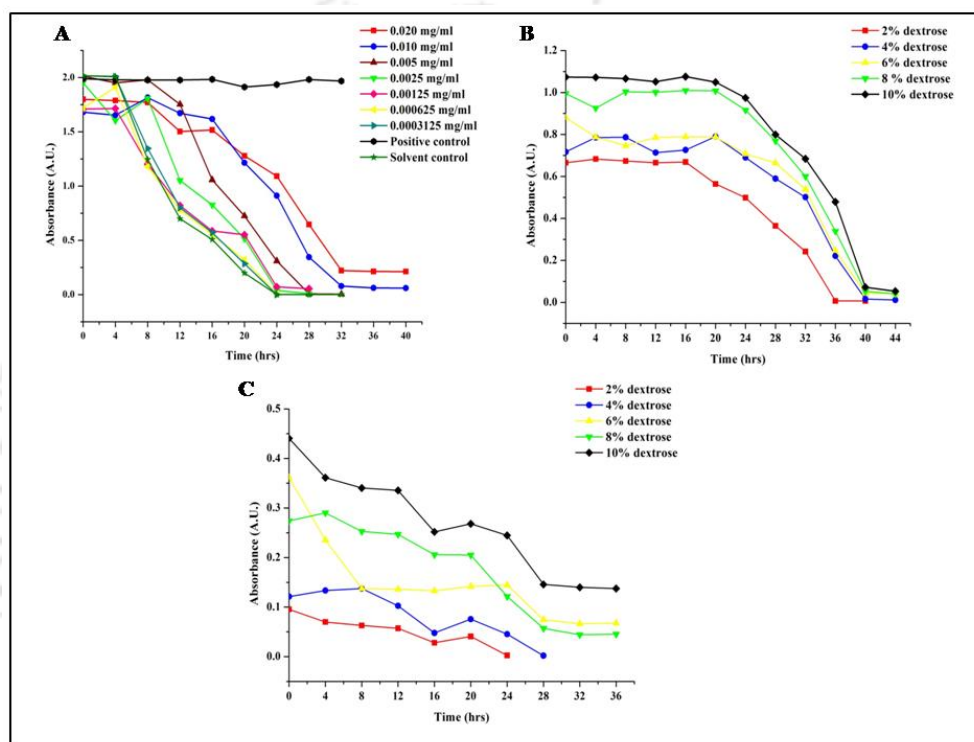 A
0.020 mg/ml
0.010 mg/ml
0.005 mg/ml
0.0025 mg/ml
0.00125 mg/ml
0.000625 mg/ml
0.0003125 mg/ml
Positive control
Solvent control
2.0
1.5
1.0
0.5
0.0
Absorbance (A.U.)
0 4 8 12 16 20 24 28 32 36 40
Time (hrs)
B
2% dextrose
4% dextrose
6% dextrose
8 % dextrose
10% dextrose
1.2
1.0
0.8
0.6
0.4
0.2
0.0
Absorbance (A.U.)
0 4 8 12 16 20 24 28 32 36 40 44
Time (hrs)
C
2% dextrose
4% dextrose
6% dextrose
8% dextrose
10% dextrose
0.5
0.4
0.3
0.2
0.1
0.0
Absorbance (A.U.)
0 4 8 12 16 20 24 28 32 36
Time (hrs)